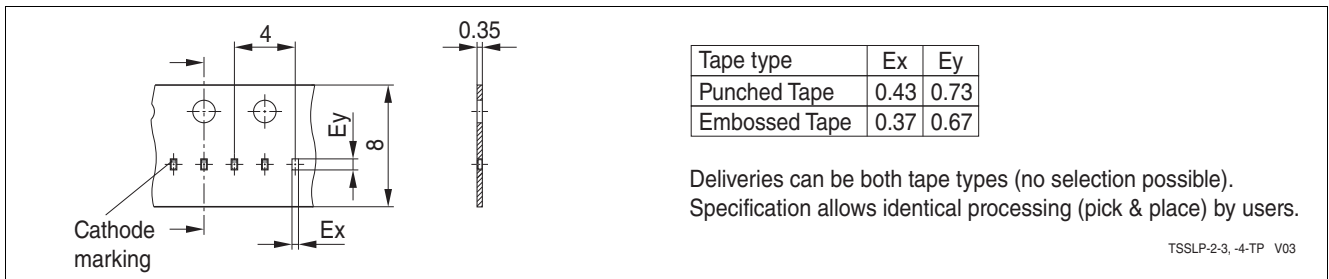 4
0.35
Ey
8
Ex
Cathode
marking
Tape type Ex Ey
Punched Tape 0.43 0.73
Embossed Tape 0.37 0.67
Deliveries can be both tape types (no selection possible).
Specification allows identical processing (pick & place) by users.
TSSLP-2-3, -4-TP V03